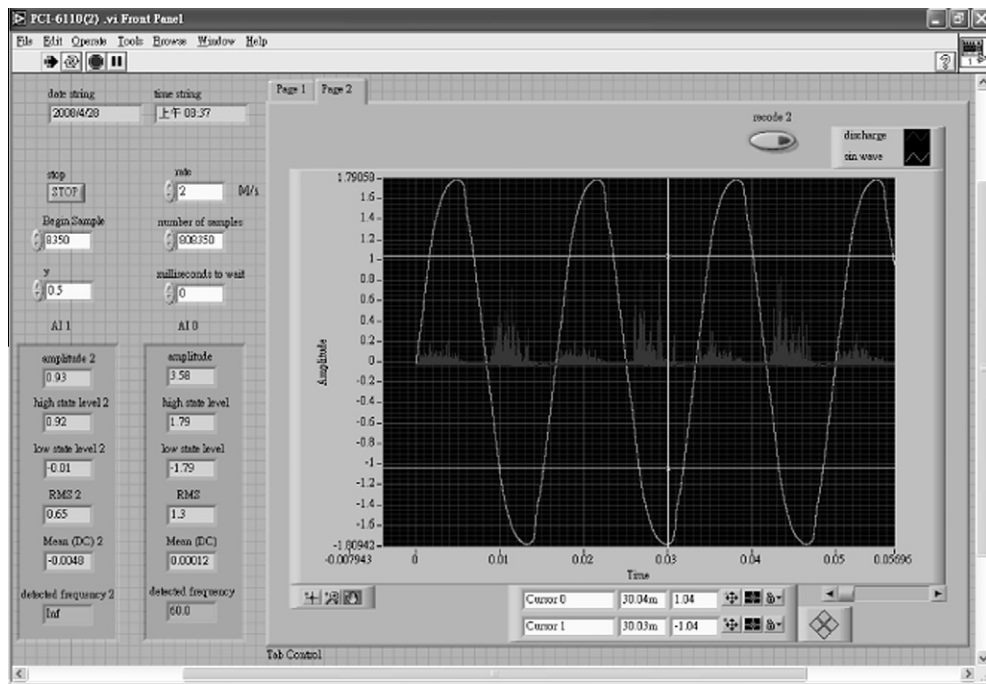 PCI-6110(2) .vi Front Panel
File Edit Operate Tools Browse Window Help
date string
time string
2008/4/28
上午 08:37
stop
STOP
rate
2
M/s
Begin Sample
8350
number of samples
808350
y
0.5
milliseconds to wait
0
AI 1
AI 0
amplitude 2
0.93
amplitude
3.58
high state level 2
0.92
high state level
1.79
low state level 2
-0.01
low state level
-1.79
RMS 2
0.65
RMS
1.3
Mean (DC) 2
-0.0048
Mean (DC)
0.00012
detected frequency 2
Inf
detected frequency
60.0
Page 1
Page 2
recode 2
discharge
sin wave
Amplitude
1.79058
1.6
1.4
1.2
1
0.8
0.6
0.4
0.2
0
-0.2
-0.4
-0.6
-0.8
-1
-1.2
-1.4
-1.6
-1.80942
-0.007943 0 0.01 0.02 0.03 0.04 0.05 0.05696
Time
Cursor 0 30.04m 1.04
Cursor 1 30.03m -1.04
Tab Control